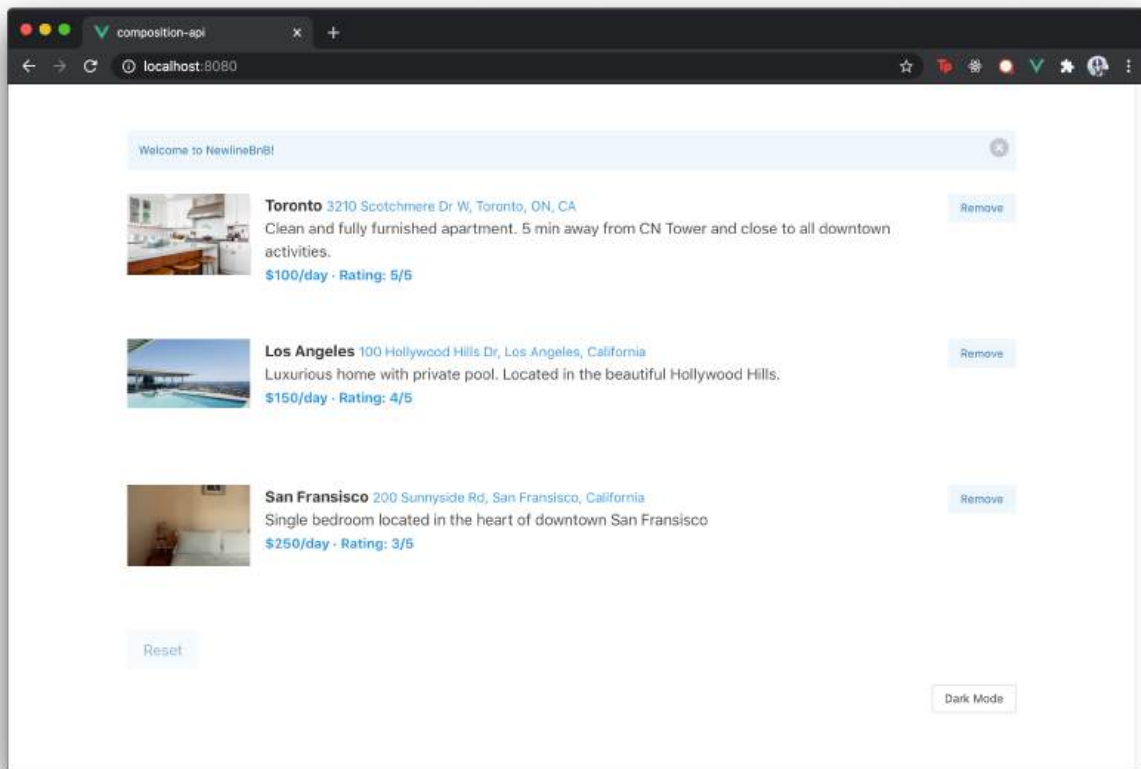 composition-api
localhost:8080
Welcome to NewlineBnB!
Toronto 3210 Scotchmere Dr W, Toronto, ON, CA
Remove
Clean and fully furnished apartment. 5 min away from CN Tower and close to all downtown
activities.
$100/day · Rating: 5/5
Los Angeles 100 Hollywood Hills Dr, Los Angeles, California
Remove
Luxurious home with private pool. Located in the beautiful Hollywood Hills.
$150/day · Rating: 4/5
San Fransisco 200 Sunnyside Rd, San Fransisco, California
Remove
Single bedroom located in the heart of downtown San Fransisco
$250/day · Rating: 3/5
Reset
Dark Mode